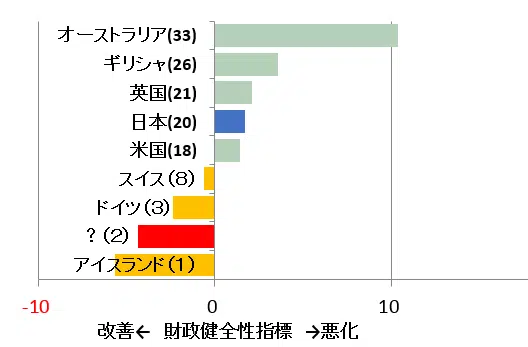 オーストラリア(33)
ギリシャ(26)
英国(21)
日本(20)
米国(18)
スイス(8)
ドイツ(3)
？(2)
アイスランド(1)
-10 0 10
改善← 財政健全性指標 →悪化